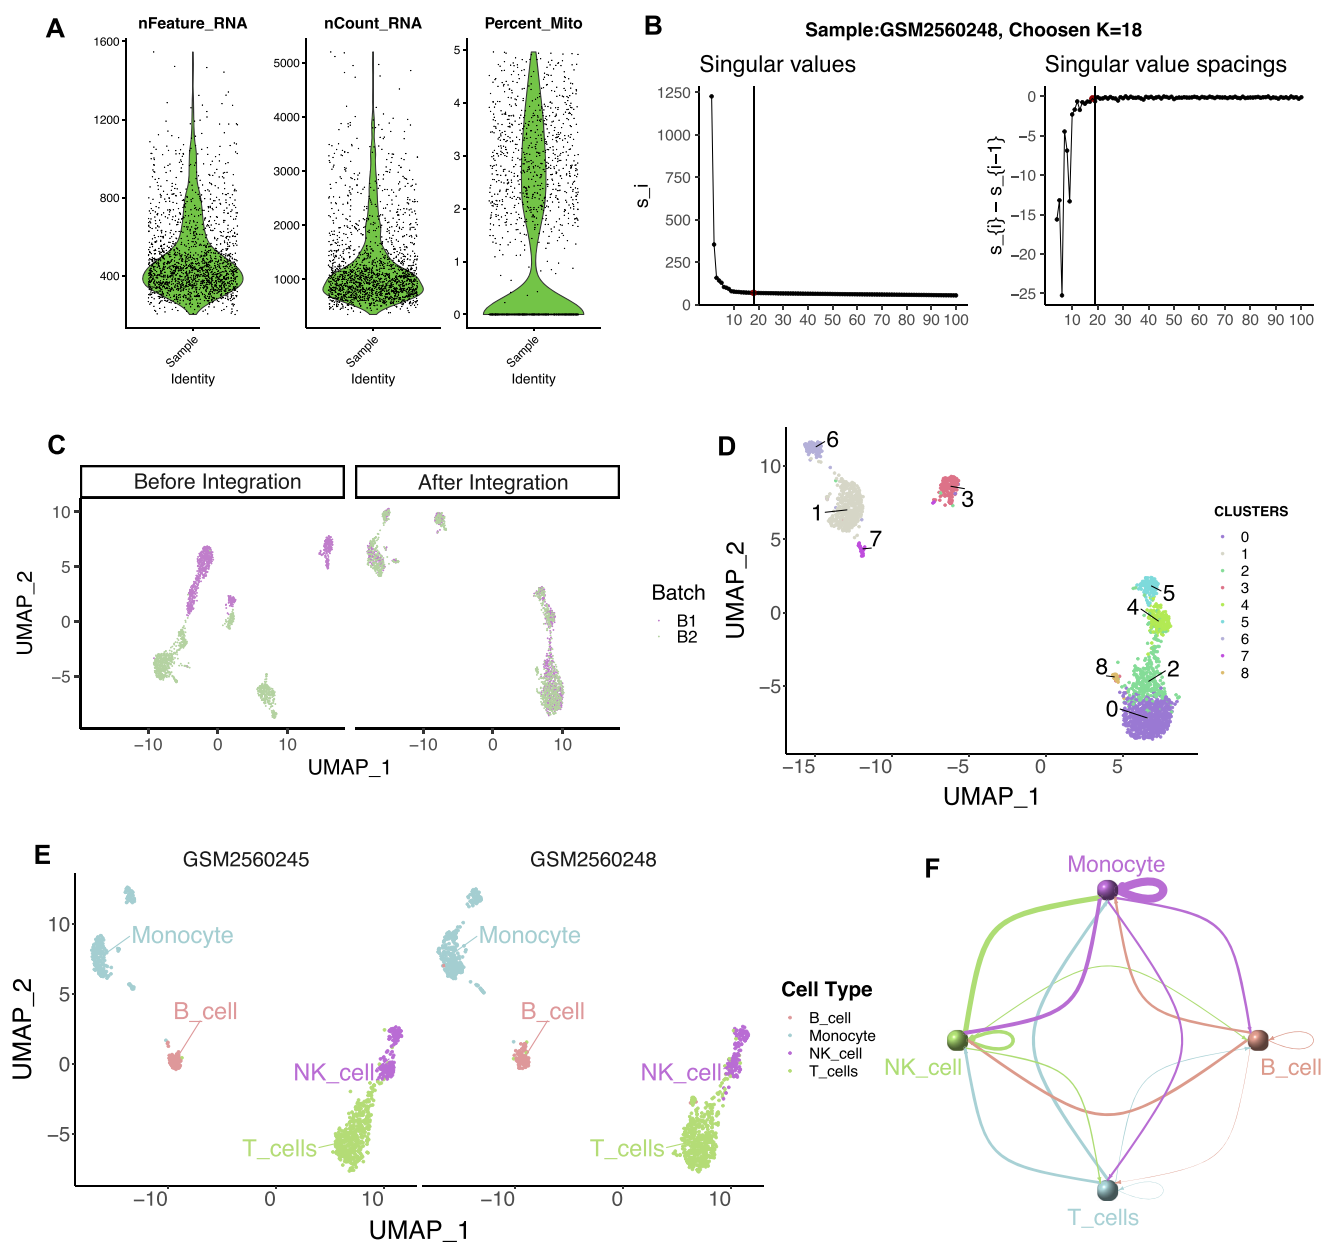 A
nFeature_RNA
nCount_RNA
Percent_Mito
1600
1200
800
400
5000
4000
3000
2000
1000
5
4
3
2
1
0
Sample
Sample
Sample
Identity
Identity
Identity
B
Sample:GSM2560248, Choosen K=18
Singular values
Singular value spacings
s_i
1250
1000
750
500
250
0
10 20 30 40 50 60 70 80 90 100
s_{i} − s_{i−1}
0
−5
−10
−15
−20
−25
10 20 30 40 50 60 70 80 90 100
C
Before Integration
After Integration
UMAP_2
10
5
0
−5
−10 0 10
−10 0 10
UMAP_1
Batch
B1
B2
D
UMAP_2
10
5
0
−5
6
1
7
3
5
4
8
2
0
−15 −10 −5 0 5
UMAP_1
CLUSTERS
0
1
2
3
4
5
6
7
8
E
GSM2560245
GSM2560248
UMAP_2
10
5
0
−5
Monocyte
B_cell
NK_cell
T_cells
Monocyte
B_cell
NK_cell
T_cells
−10 0 10
−10 0 10
UMAP_1
Cell Type
B_cell
Monocyte
NK_cell
T_cells
F
Monocyte
NK_cell
B_cell
T_cells